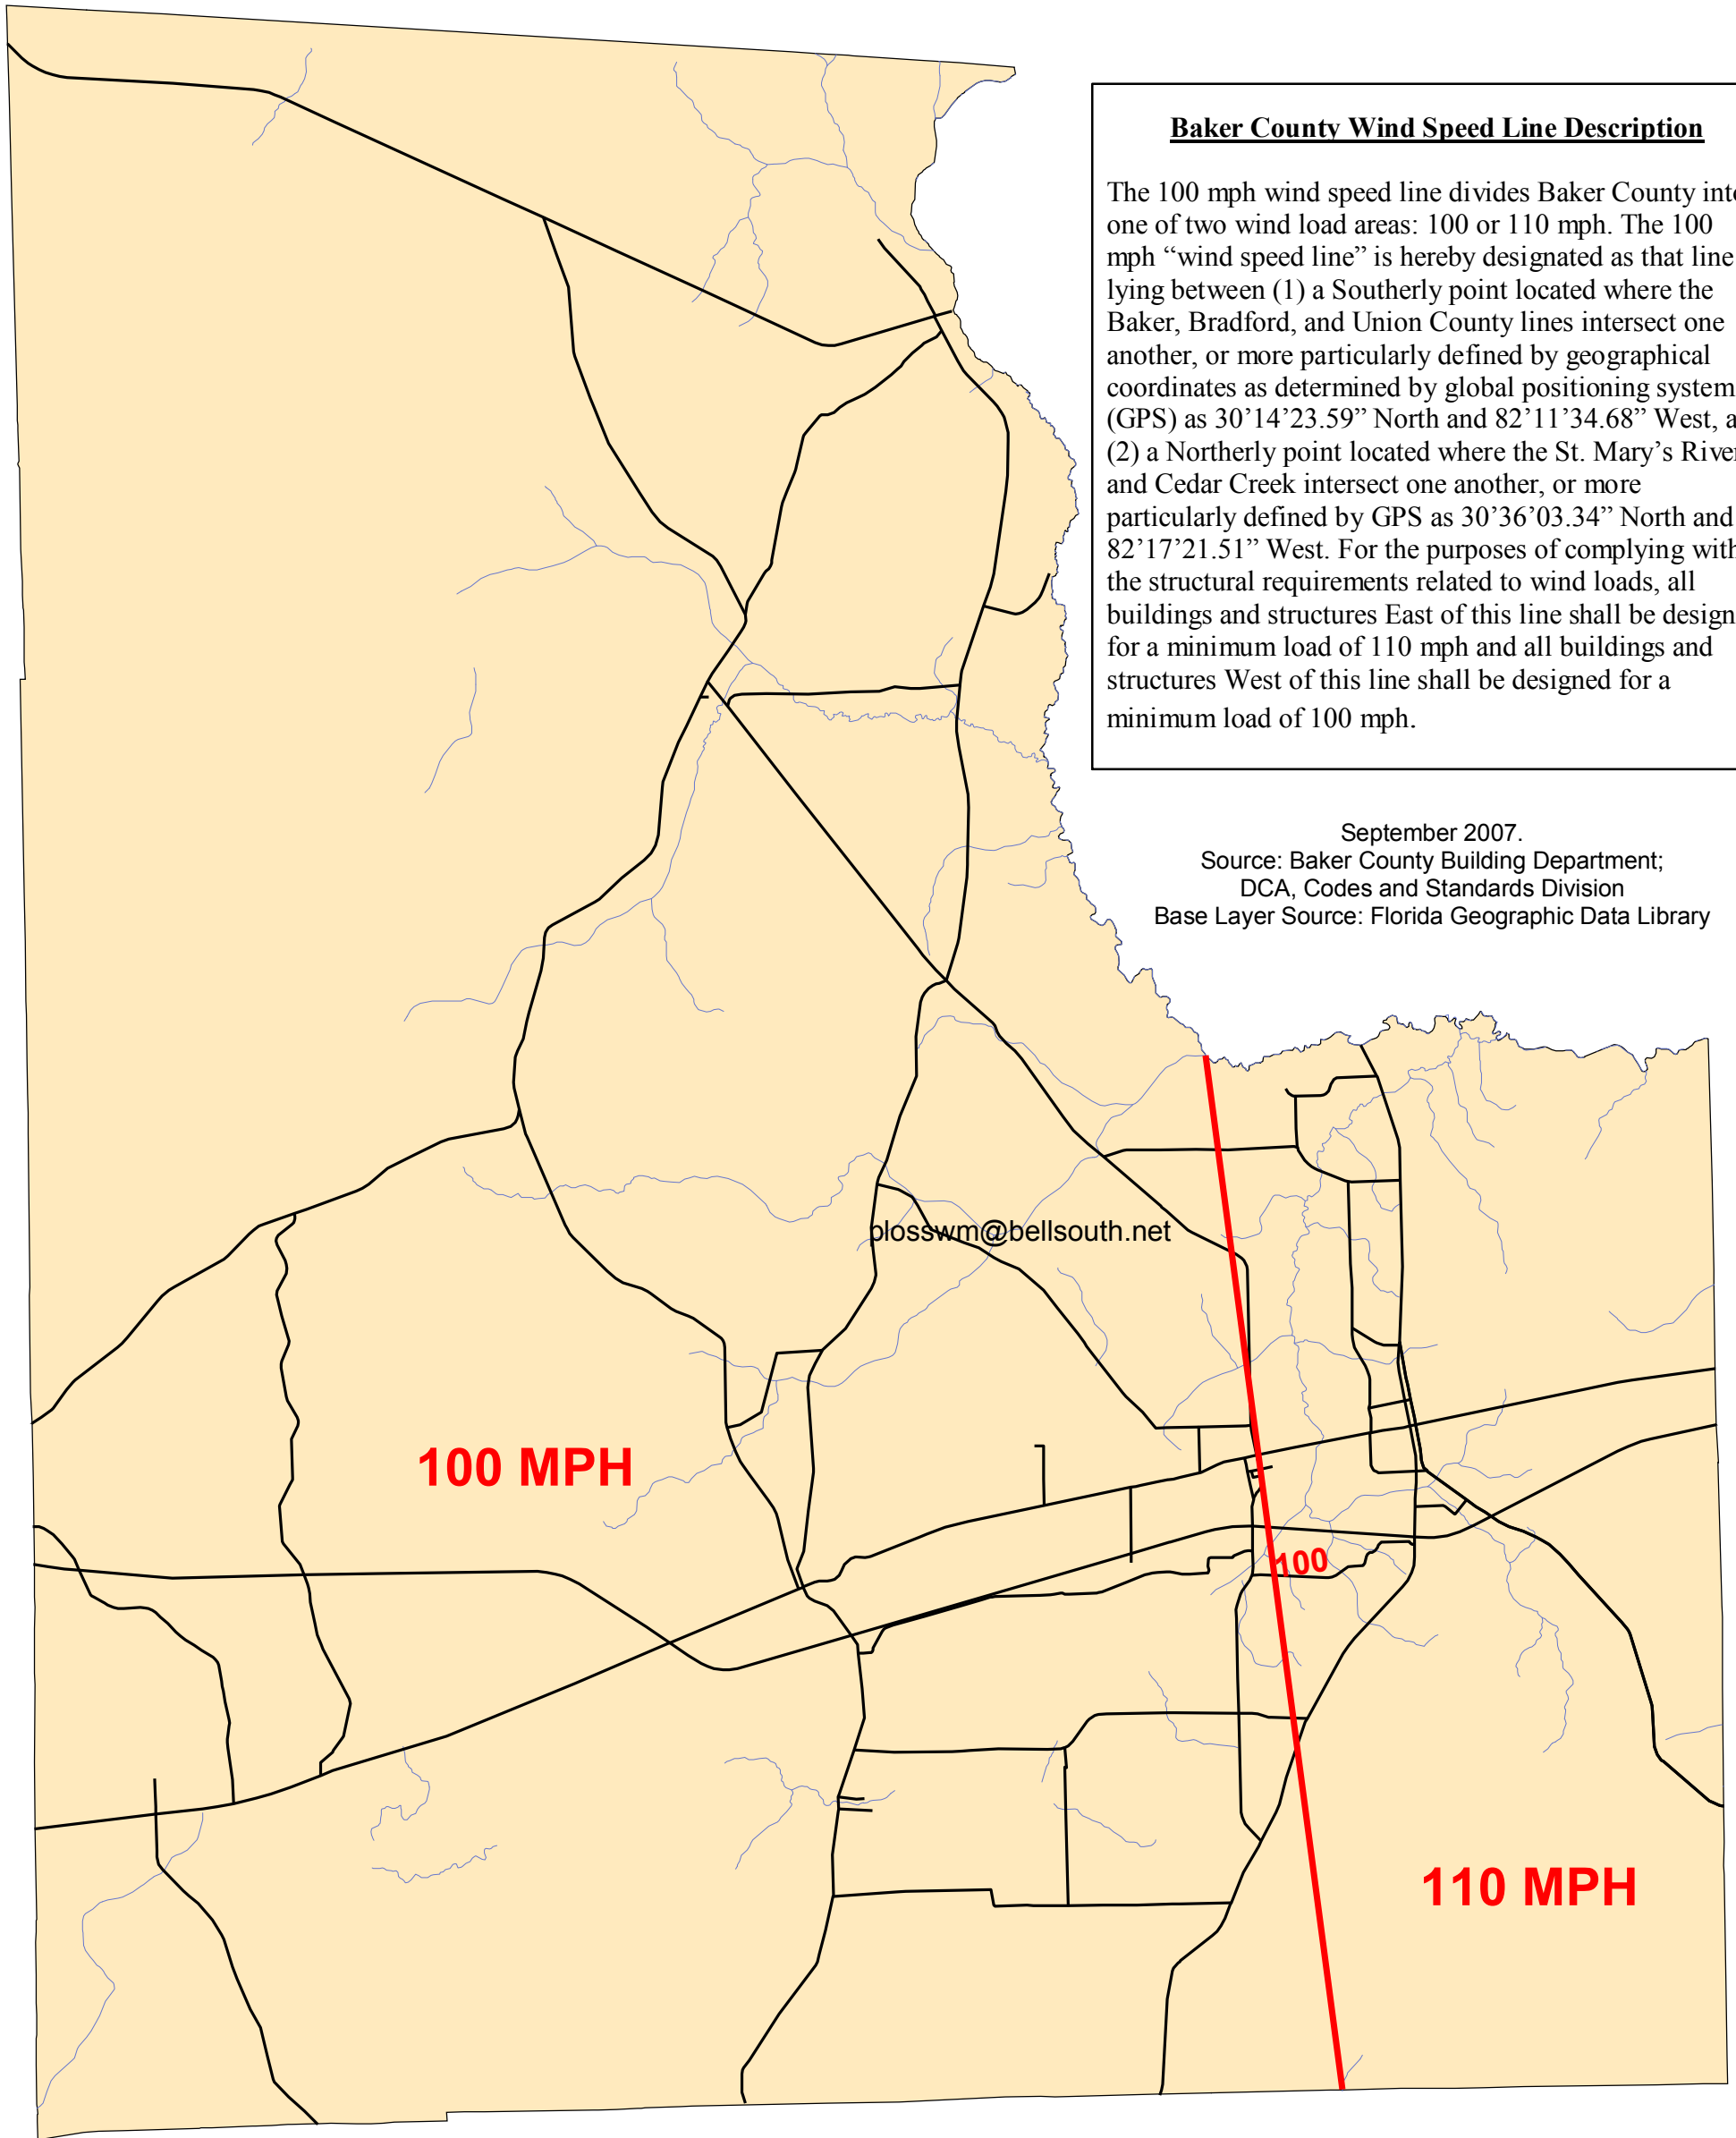 Baker County Wind Speed Line Description
The 100 mph wind speed line divides Baker County int
one of two wind load areas: 100 or 110 mph. The 100
mph “wind speed line” is hereby designated as that line
lying between (1) a Southerly point located where the
Baker, Bradford, and Union County lines intersect one
another, or more particularly defined by geographical
coordinates as determined by global positioning system
(GPS) as 30’14’23.59” North and 82’11’34.68” West, a
(2) a Northerly point located where the St. Mary’s River
and Cedar Creek intersect one another, or more
particularly defined by GPS as 30’36’03.34” North and
82’17’21.51” West. For the purposes of complying with
the structural requirements related to wind loads, all
buildings and structures East of this line shall be design
for a minimum load of 110 mph and all buildings and
structures West of this line shall be designed for a
minimum load of 100 mph.
September 2007.
Source: Baker County Building Department;
DCA, Codes and Standards Division
Base Layer Source: Florida Geographic Data Library
plosswm@bellsouth.net
100 MPH
100
110 MPH